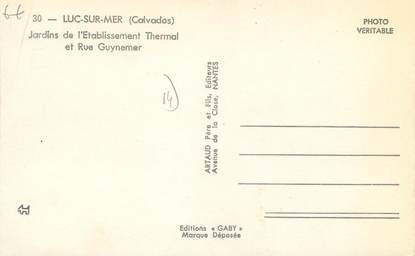 30 — LUC-SUR-MER (Calvados)
Jardins de l'Etablissement Thermal
et Rue Guynemer
PHOTO
VERITABLE
14
ARTAUD Père et Fils, Editeurs
Avenue de la Close, NANTES
Editions « GABY »
Marque Déposée